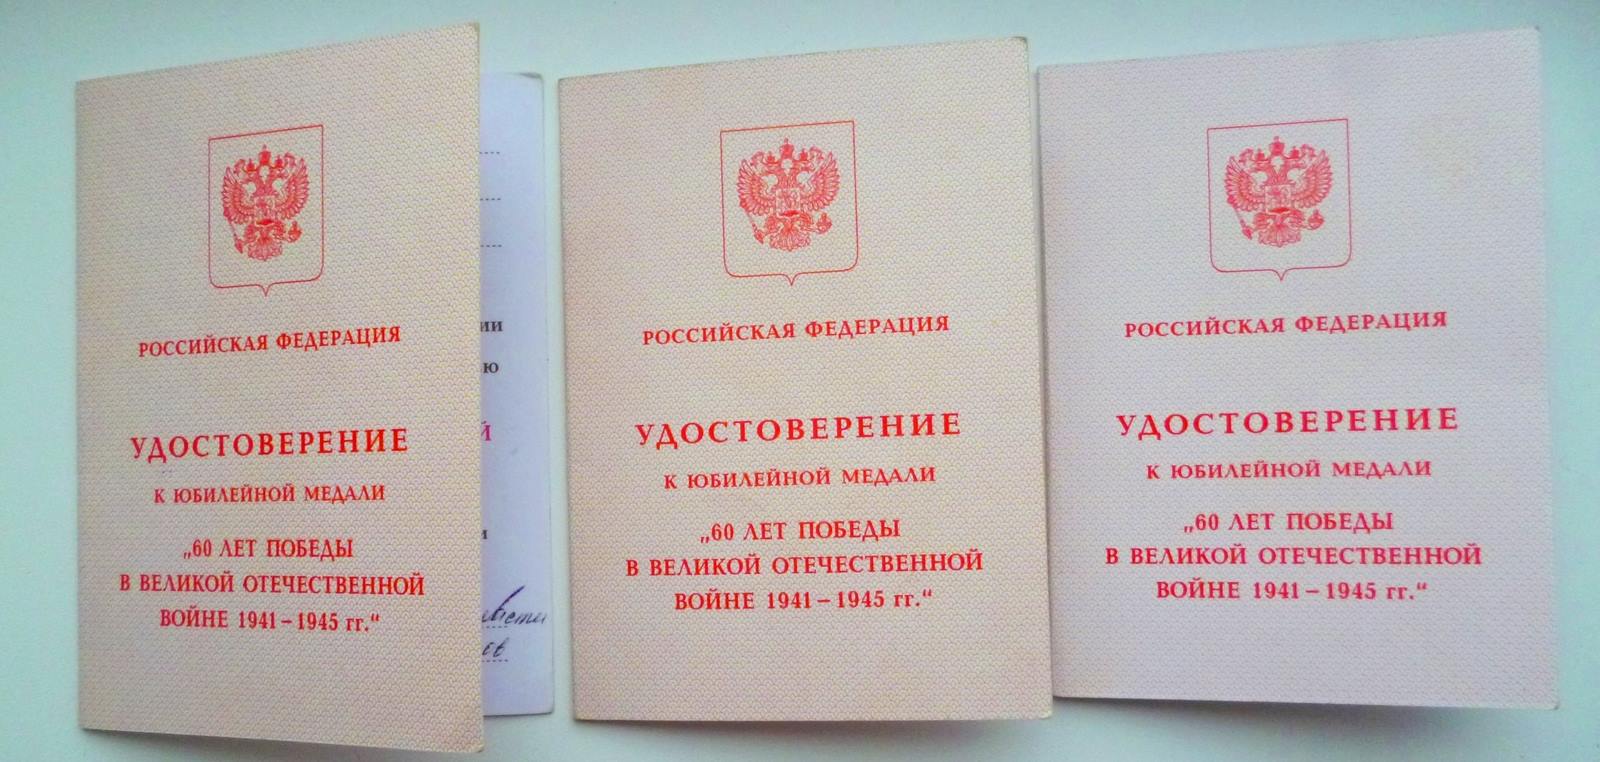 РОССИЙСКАЯ ФЕДЕРАЦИЯ
УДОСТОВЕРЕНИЕ
К ЮБИЛЕЙНОЙ МЕДАЛИ
„60 ЛЕТ ПОБЕДЫ
В ВЕЛИКОЙ ОТЕЧЕСТВЕННОЙ
ВОЙНЕ 1941–1945 гг.“
РОССИЙСКАЯ ФЕДЕРАЦИЯ
УДОСТОВЕРЕНИЕ
К ЮБИЛЕЙНОЙ МЕДАЛИ
„60 ЛЕТ ПОБЕДЫ
В ВЕЛИКОЙ ОТЕЧЕСТВЕННОЙ
ВОЙНЕ 1941–1945 гг.“
РОССИЙСКАЯ ФЕДЕРАЦИЯ
УДОСТОВЕРЕНИЕ
К ЮБИЛЕЙНОЙ МЕДАЛИ
„60 ЛЕТ ПОБЕДЫ
В ВЕЛИКОЙ ОТЕЧЕСТВЕННОЙ
ВОЙНЕ 1941–1945 гг.“